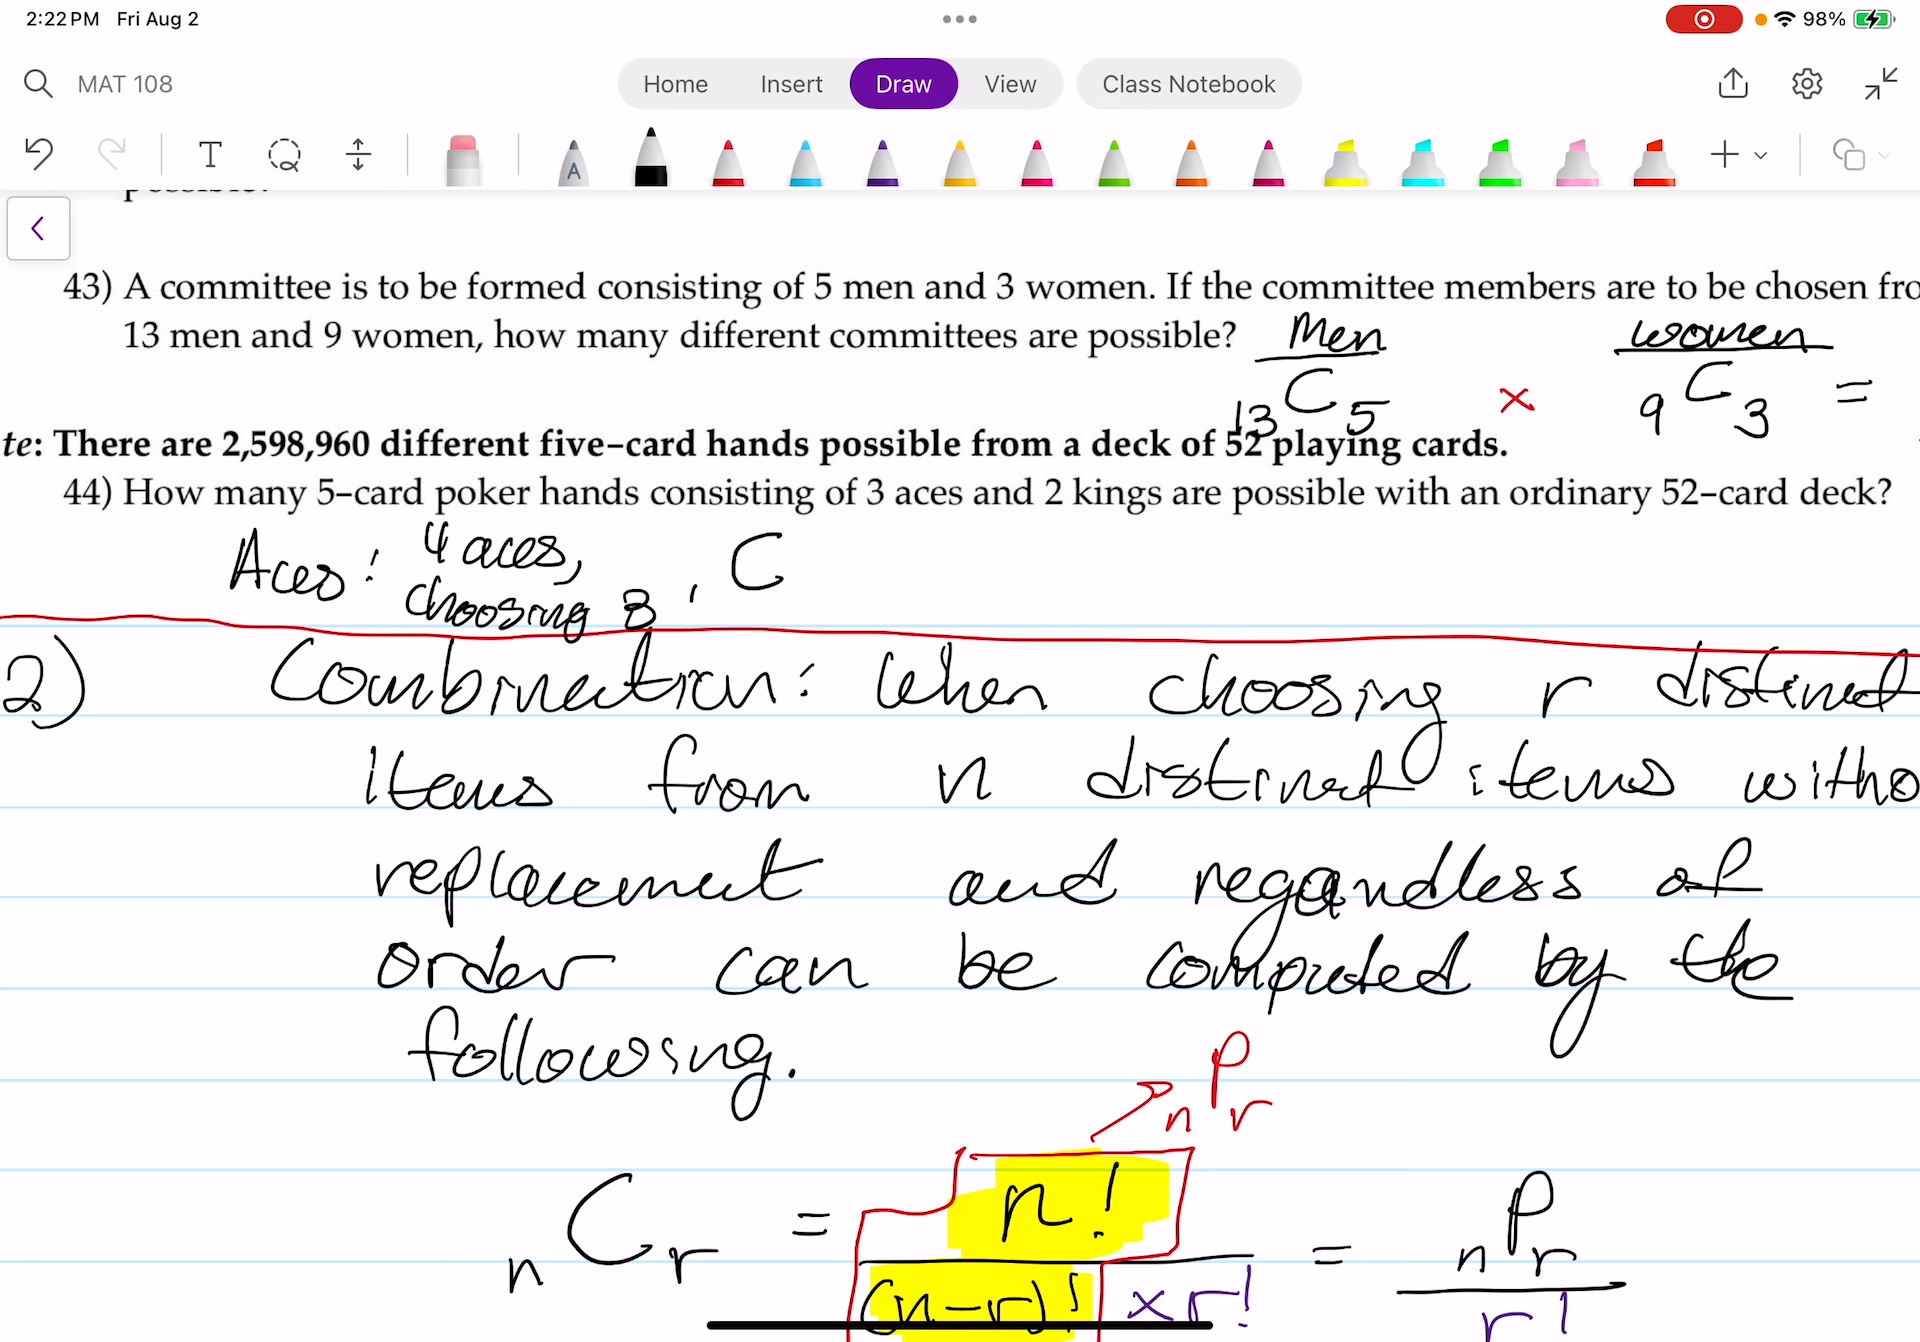 2:22 PM Fri Aug 2
98%
MAT 108
Home Insert Draw View Class Notebook
T
A
possible?
43) A committee is to be formed consisting of 5 men and 3 women. If the committee members are to be chosen fro
13 men and 9 women, how many different committees are possible? Men women
13 C 5 × 9 C 3 =
te: There are 2,598,960 different five-card hands possible from a deck of 52 playing cards.
44) How many 5-card poker hands consisting of 3 aces and 2 kings are possible with an ordinary 52-card deck?
Aces: 4 aces, choosing 3, C
2) Combination: When choosing r distinct
items from n distinct items witho
replacement and regardless of
order can be computed by the
following.
n P r
n C r = n! / (n-r)! × r! = n P r / r!